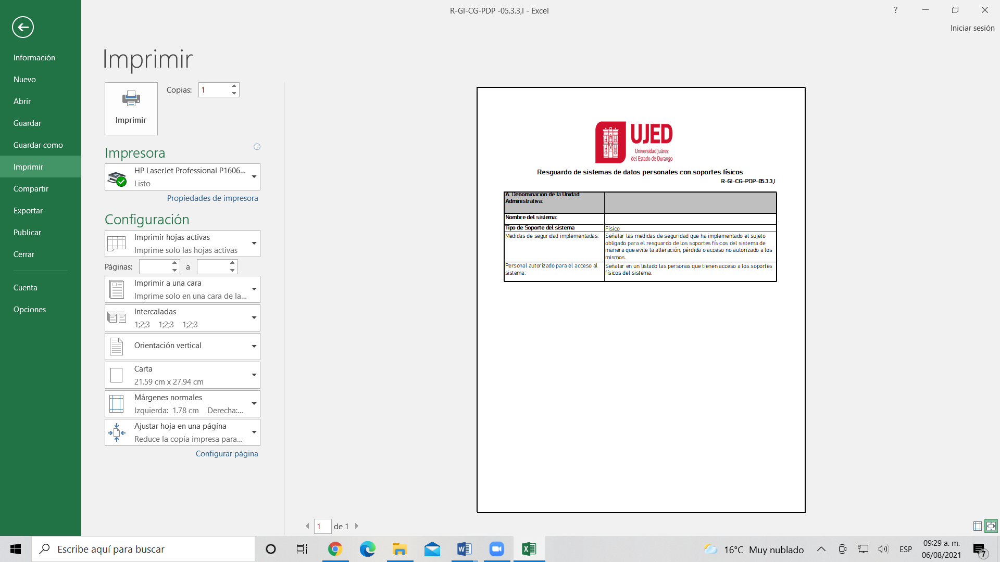 R-GI-CG-PDP -05.3.3,I - Excel
?
Iniciar sesión
Información
Nuevo
Abrir
Guardar
Guardar como
Imprimir
Compartir
Exportar
Publicar
Cerrar
Cuenta
Opciones
Imprimir
Imprimir
Copias: 1
Impresora
HP LaserJet Professional P1606...
Listo
Propiedades de impresora
Configuración
Imprimir hojas activas
Imprime solo las hojas activas
Páginas: a
Imprimir a una cara
Imprime solo en una cara de la...
Intercaladas
1;2;3 1;2;3 1;2;3
Orientación vertical
Carta
21.59 cm x 27.94 cm
Márgenes normales
Izquierda: 1.78 cm Derecha:...
Ajustar hoja en una página
Reduce la copia impresa para...
Configurar página
UJED
Universidad Juárez
del Estado de Durango
Resguardo de sistemas de datos personales con soportes físicos
R-GI-CG-PDP-05.3.3,I
A. Denominación de la Unidad
Administrativa:
Nombre del sistema:
Tipo de Soporte del sistema
Físico
Medidas de seguridad implementadas:
Señalar las medidas de seguridad que ha implementado el sujeto
obligado para el resguardo de los soportes físicos del sistema de
manera que evite la alteración, pérdida o acceso no autorizado a los
mismos.
Personal autorizado para el acceso al
sistema:
Señalar en un listado las personas que tienen acceso a los soportes
físicos del sistema.
1 de 1
Escribe aquí para buscar
16°C Muy nublado
ESP
09:29 a. m.
06/08/2021
7